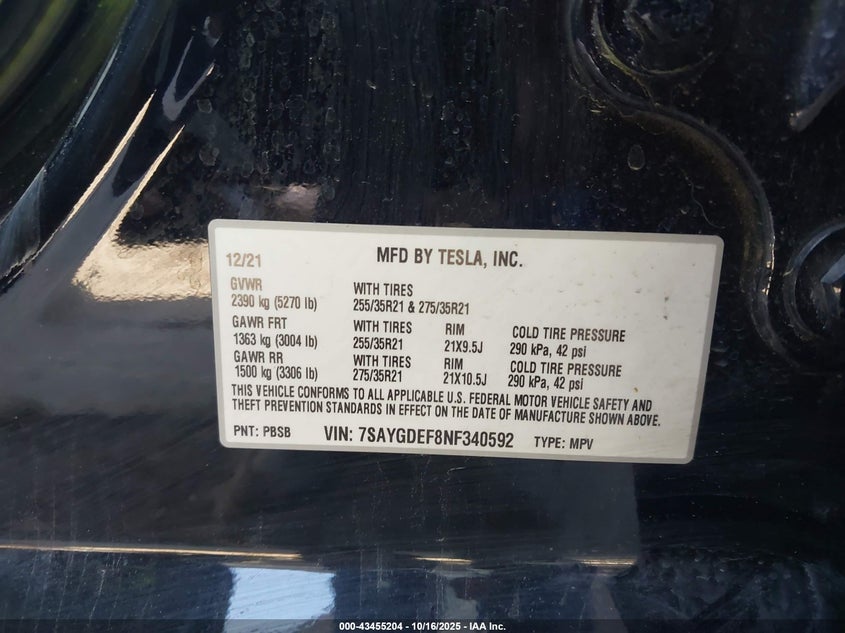 12/21 MFD BY TESLA, INC.
GVWR WITH TIRES
2390 kg (5270 lb) 255/35R21 & 275/35R21
GAWR FRT WITH TIRES RIM COLD TIRE PRESSURE
1363 kg (3004 lb) 255/35R21 21X9.5J 290 kPa, 42 psi
GAWR RR WITH TIRES RIM COLD TIRE PRESSURE
1500 kg (3306 lb) 275/35R21 21X10.5J 290 kPa, 42 psi
THIS VEHICLE CONFORMS TO ALL APPLICABLE U.S. FEDERAL MOTOR VEHICLE SAFETY AND
THEFT PREVENTION STANDARDS IN EFFECT ON THE DATE OF MANUFACTURE SHOWN ABOVE.
PNT: PBSB VIN: 7SAYGDEF8NF340592 TYPE: MPV
000-43455204 - 10/16/2025 - IAA Inc.